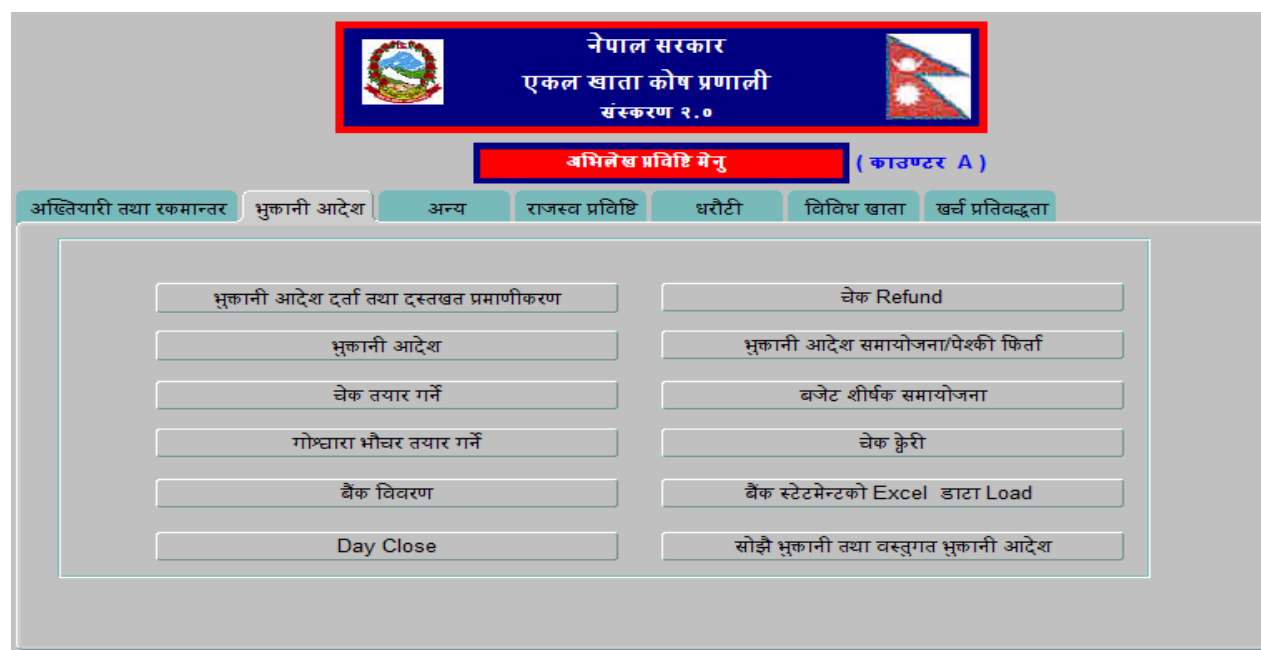 नेपाल सरकार
एकल खाता कोष प्रणाली
संस्करण २.०
अभिलेख प्रविष्टि मेनु
( काउण्टर A )
अख्तियारी तथा रकमान्तर भुक्तानी आदेश अन्य राजस्व प्रविष्टि धरौटी विविध खाता खर्च प्रतिवद्धता
भुक्तानी आदेश दर्ता तथा दस्तखत प्रमाणीकरण
चेक Refund
भुक्तानी आदेश
भुक्तानी आदेश समायोजना/पेश्की फिर्ता
चेक तयार गर्ने
बजेट शीर्षक समायोजना
गोश्वारा भौचर तयार गर्ने
चेक क्वेरी
बैंक विवरण
बैंक स्टेटमेन्टको Excel डाटा Load
Day Close
सोझै भुक्तानी तथा वस्तुगत भुक्तानी आदेश